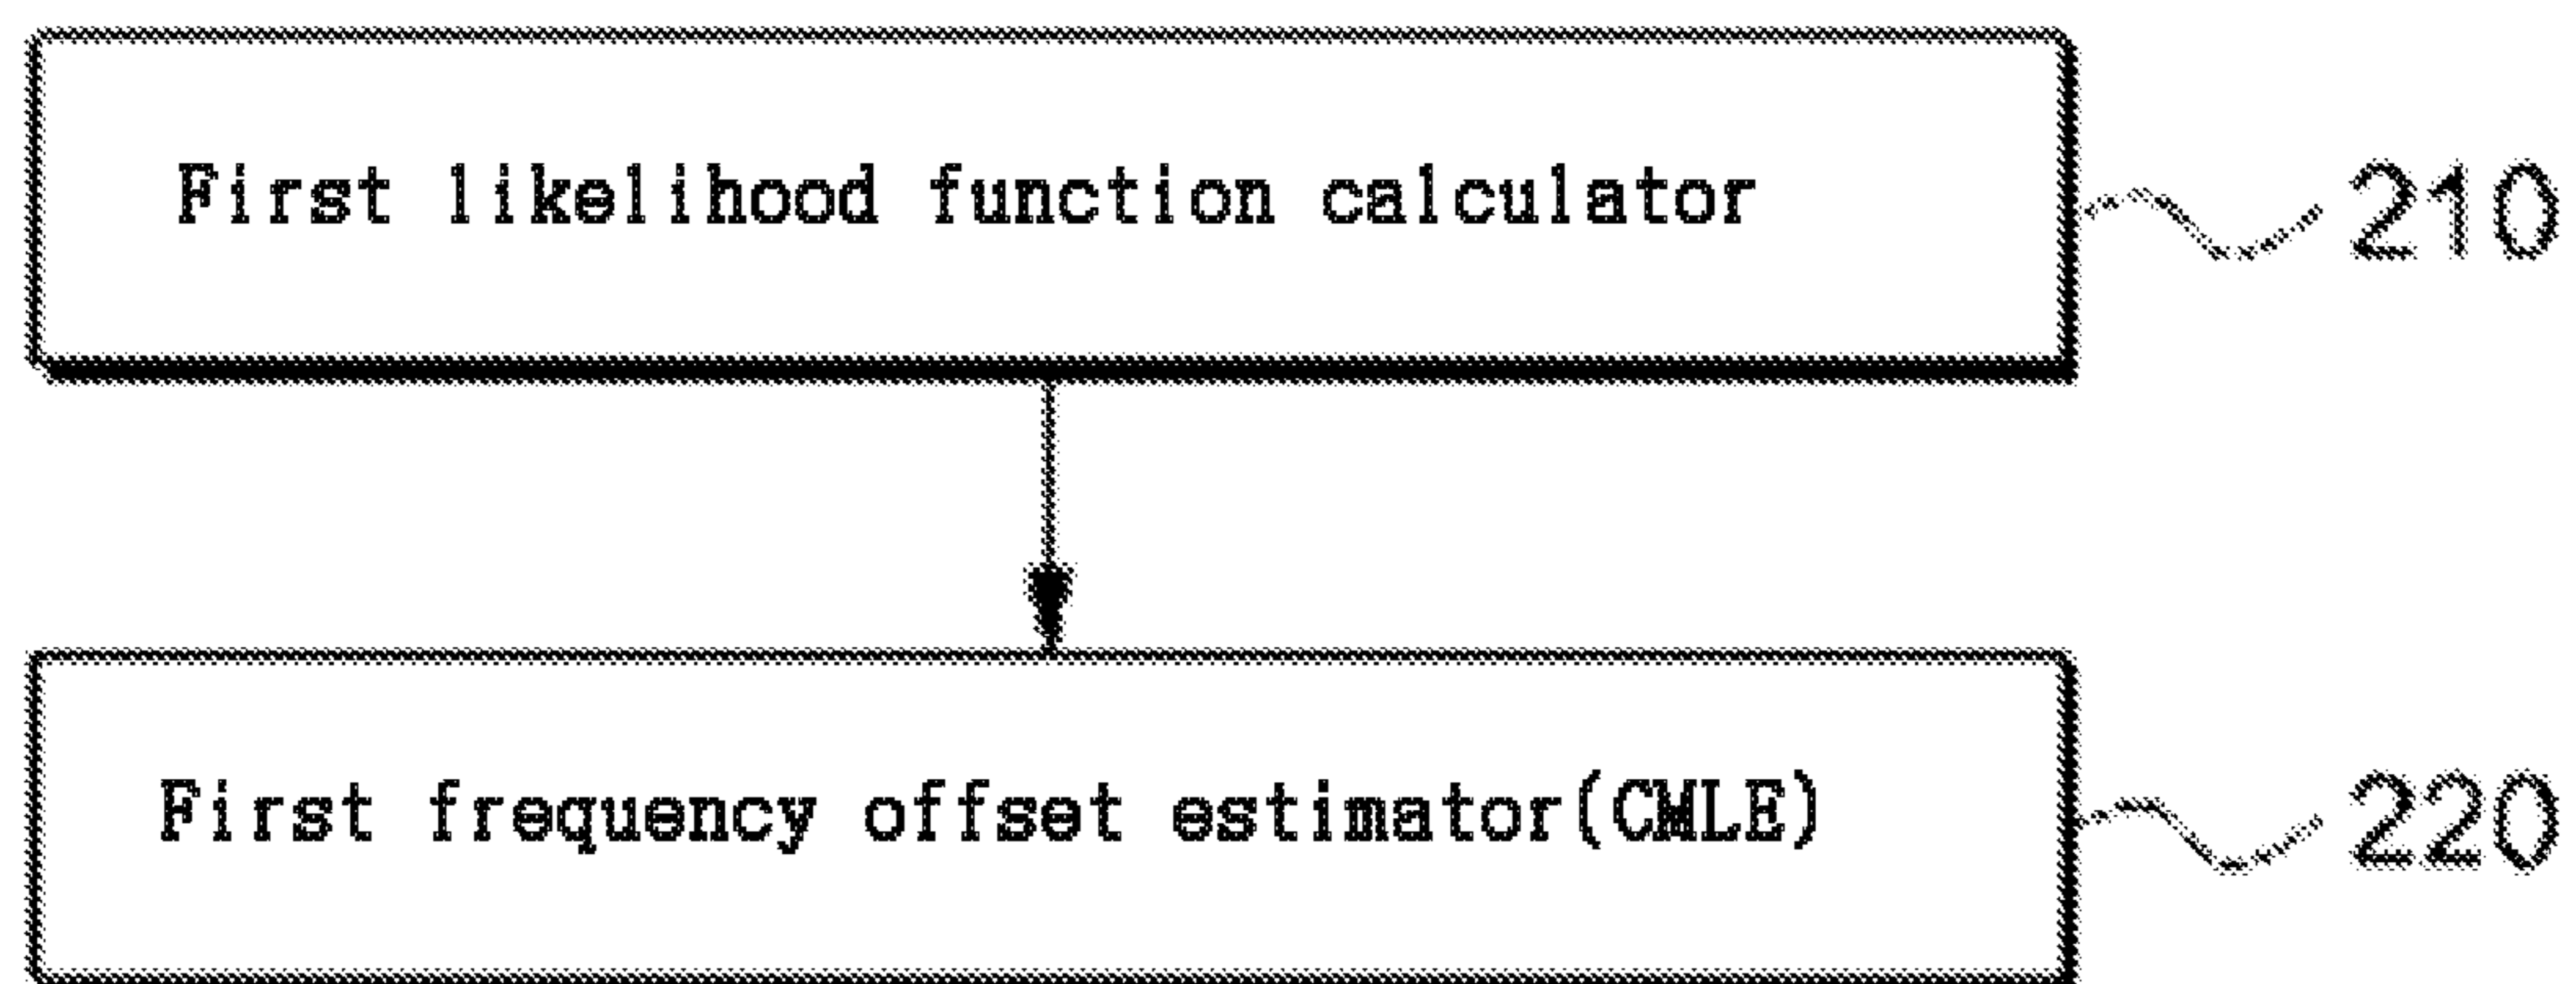 First likelihood function calculator
210
First frequency offset estimator(CMLE)
220